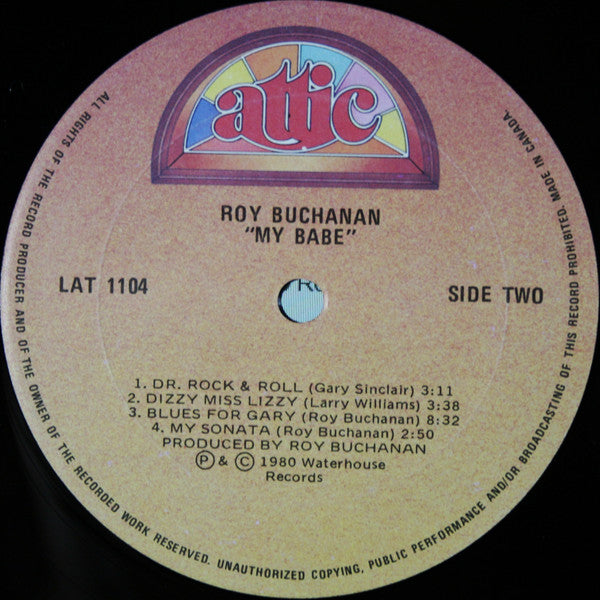 attic
ROY BUCHANAN
"MY BABE"
LAT 1104
SIDE TWO
1. DR. ROCK & ROLL (Gary Sinclair) 3:11
2. DIZZY MISS LIZZY (Larry Williams) 3:38
3. BLUES FOR GARY (Roy Buchanan) 8:32
4. MY SONATA (Roy Buchanan) 2:50
PRODUCED BY ROY BUCHANAN
Ⓟ & © 1980 Waterhouse
Records
ALL RIGHTS OF THE RECORD PRODUCER AND OF THE OWNER OF THE RECORDED WORK RESERVED. UNAUTHORIZED COPYING, PUBLIC PERFORMANCE AND/OR BROADCASTING OF THIS RECORD PROHIBITED. MADE IN CANADA.